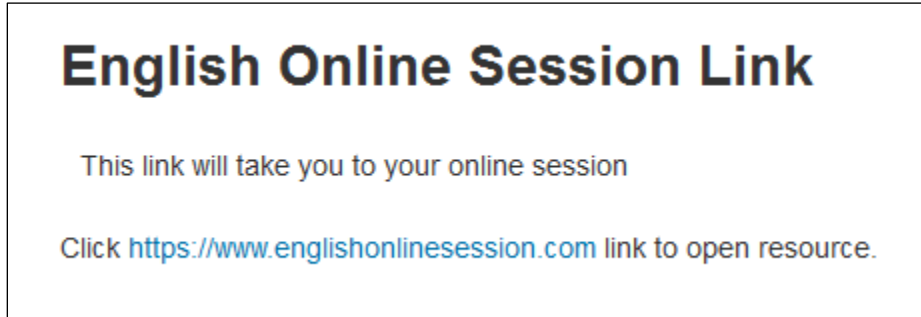 English Online Session Link
This link will take you to your online session
Click https://www.englishonlinesession.com link to open resource.